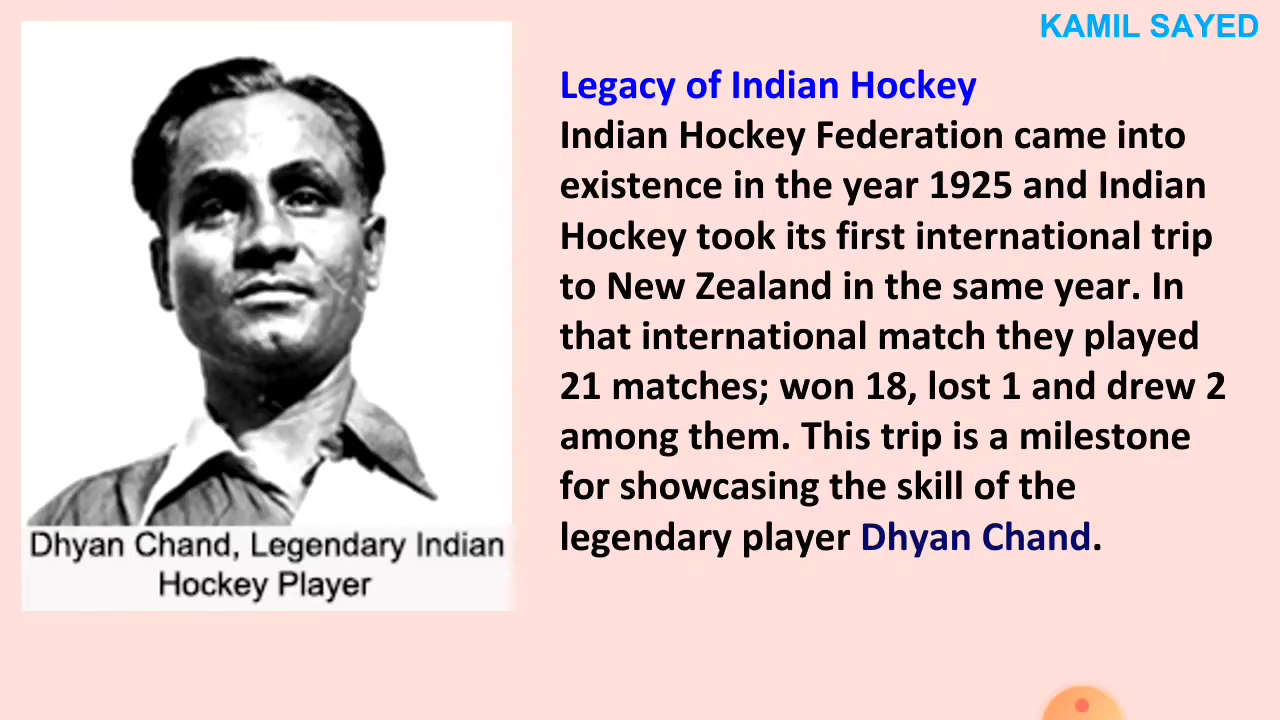 KAMIL SAYED
Legacy of Indian Hockey
Indian Hockey Federation came into
existence in the year 1925 and Indian
Hockey took its first international trip
to New Zealand in the same year. In
that international match they played
21 matches; won 18, lost 1 and drew 2
among them. This trip is a milestone
for showcasing the skill of the
legendary player Dhyan Chand.
Dhyan Chand, Legendary Indian
Hockey Player